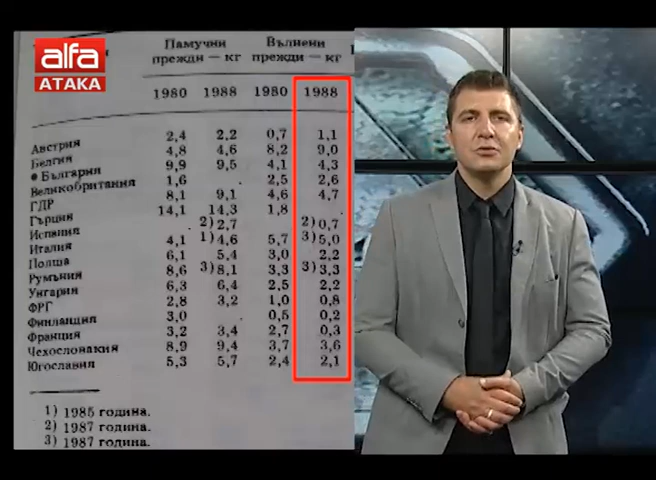 alfa
АТАКА
Памучни Вълнени
прежди — кг прежди — кг
1980 1988 1980 1988
Австрия 2,4 2,2 0,7 1,1
Белгия 4,8 4,6 8,2 9,0
• България 9,9 9,5 4,1 4,3
Великобритания 1,6 2,5 2,6
ГДР 8,1 9,1 4,6 4,7
Гърция 14,1 14,3 1,8
Испания 2) 2,7 2) 0,7
Италия 4,1 1) 4,6 5,7 3) 5,0
Полша 6,1 5,4 3,0 2,2
Румъния 8,6 3) 8,1 3,3 3) 3,3
Унгария 6,3 6,4 2,5 2,2
ФРГ 2,8 3,2 1,0 0,8
Финландия 3,0 0,5 0,2
Франция 3,2 3,4 2,7 0,3
Чехословакия 8,9 9,4 3,7 3,6
Югославия 5,3 5,7 2,4 2,1
1) 1985 година.
2) 1987 година.
3) 1987 година.